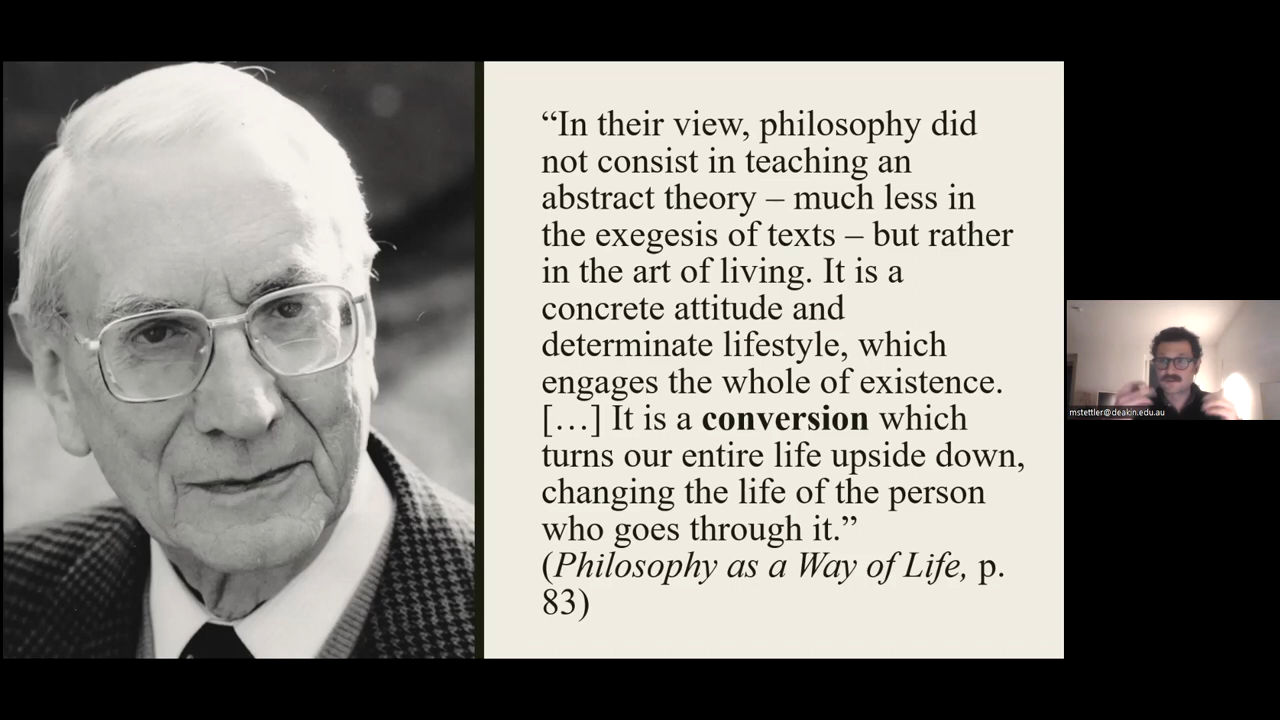 “In their view, philosophy did
not consist in teaching an
abstract theory – much less in
the exegesis of texts – but rather
in the art of living. It is a
concrete attitude and
determinate lifestyle, which
engages the whole of existence.
[…] It is a conversion which
turns our entire life upside down,
changing the life of the person
who goes through it.”
(Philosophy as a Way of Life, p.
83)
mstettler@deakin.edu.au